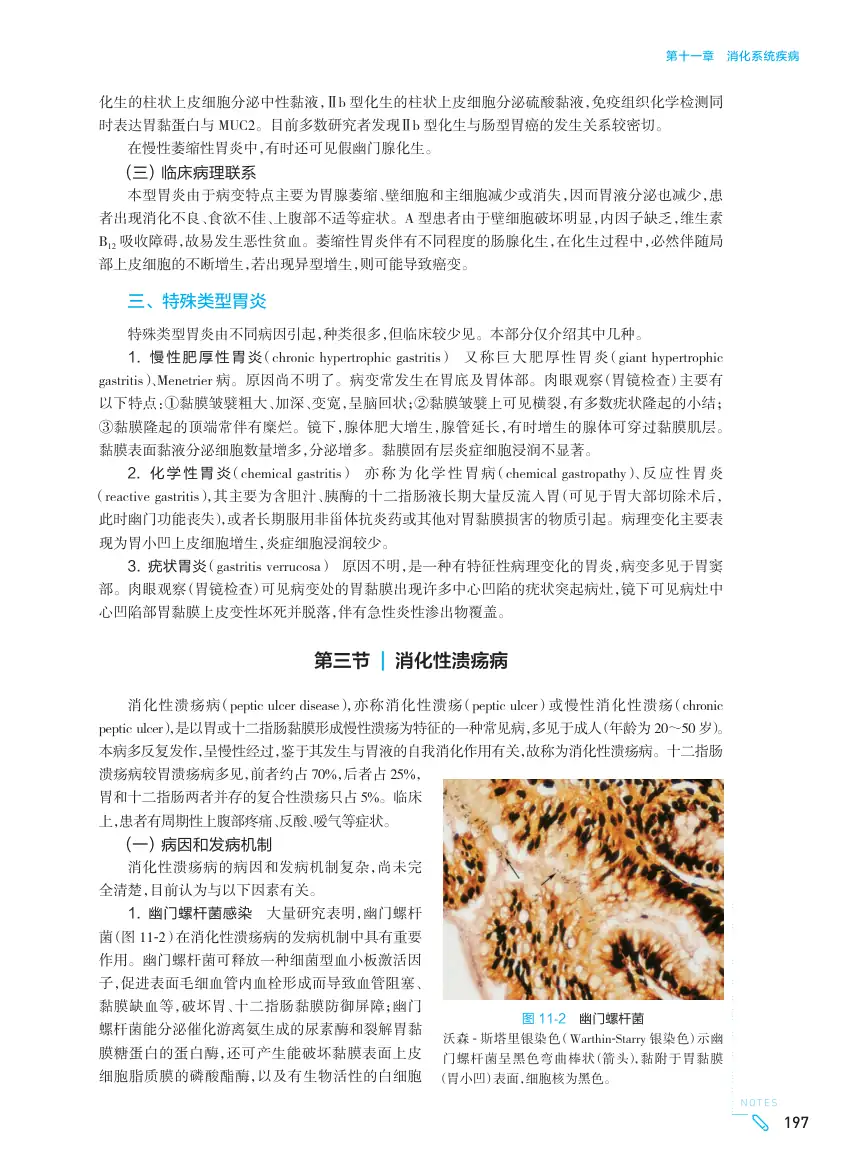 第十一章 消化系统疾病
化生的柱状上皮细胞分泌中性黏液,Ⅱb 型化生的柱状上皮细胞分泌硫酸黏液,免疫组织化学检测同
时表达胃黏蛋白与 MUC2。目前多数研究者发现Ⅱb 型化生与肠型胃癌的发生关系较密切。
在慢性萎缩性胃炎中,有时还可见假幽门腺化生。
(三) 临床病理联系
本型胃炎由于病变特点主要为胃腺萎缩、壁细胞和主细胞减少或消失,因而胃液分泌也减少,患
者出现消化不良、食欲不佳、上腹部不适等症状。A 型患者由于壁细胞破坏明显,内因子缺乏,维生素
B₁₂ 吸收障碍,故易发生恶性贫血。萎缩性胃炎伴有不同程度的肠腺化生,在化生过程中,必然伴随局
部上皮细胞的不断增生,若出现异型增生,则可能导致癌变。
三、特殊类型胃炎
特殊类型胃炎由不同病因引起,种类很多,但临床较少见。本部分仅介绍其中几种。
1. 慢性肥厚性胃炎(chronic hypertrophic gastritis) 又称巨大肥厚性胃炎(giant hypertrophic
gastritis)、Menetrier 病。原因尚不明了。病变常发生在胃底及胃体部。肉眼观察(胃镜检查)主要有
以下特点:①黏膜皱襞粗大、加深、变宽,呈脑回状;②黏膜皱襞上可见横裂,有多数疣状隆起的小结;
③黏膜隆起的顶端常伴有糜烂。镜下,腺体肥大增生,腺管延长,有时增生的腺体可穿过黏膜肌层。
黏膜表面黏液分泌细胞数量增多,分泌增多。黏膜固有层炎症细胞浸润不显著。
2. 化学性胃炎(chemical gastritis) 亦称为化学性胃病(chemical gastropathy)、反应性胃炎
(reactive gastritis),其主要为含胆汁、胰酶的十二指肠液长期大量反流入胃(可见于胃大部切除术后,
此时幽门功能丧失),或者长期服用非甾体抗炎药或其他对胃黏膜损害的物质引起。病理变化主要表
现为胃小凹上皮细胞增生,炎症细胞浸润较少。
3. 疣状胃炎(gastritis verrucosa) 原因不明,是一种有特征性病理变化的胃炎,病变多见于胃窦
部。肉眼观察(胃镜检查)可见病变处的胃黏膜出现许多中心凹陷的疣状突起病灶,镜下可见病灶中
心凹陷部胃黏膜上皮变性坏死并脱落,伴有急性炎性渗出物覆盖。
第三节 | 消化性溃疡病
消化性溃疡病(peptic ulcer disease),亦称消化性溃疡(peptic ulcer)或慢性消化性溃疡(chronic
peptic ulcer),是以胃或十二指肠黏膜形成慢性溃疡为特征的一种常见病,多见于成人(年龄为 20～50 岁)。
本病多反复发作,呈慢性经过,鉴于其发生与胃液的自我消化作用有关,故称为消化性溃疡病。十二指肠
溃疡病较胃溃疡病多见,前者约占 70%,后者占 25%,
胃和十二指肠两者并存的复合性溃疡只占 5%。临床
上,患者有周期性上腹部疼痛、反酸、嗳气等症状。
(一) 病因和发病机制
消化性溃疡病的病因和发病机制复杂,尚未完
全清楚,目前认为与以下因素有关。
1. 幽门螺杆菌感染 大量研究表明,幽门螺杆
菌(图 11-2)在消化性溃疡病的发病机制中具有重要
作用。幽门螺杆菌可释放一种细菌型血小板激活因
子,促进表面毛细血管内血栓形成而导致血管阻塞、
黏膜缺血等,破坏胃、十二指肠黏膜防御屏障;幽门
螺杆菌能分泌催化游离氨生成的尿素酶和裂解胃黏
膜糖蛋白的蛋白酶,还可产生能破坏黏膜表面上皮
细胞脂质膜的磷酸酯酶,以及有生物活性的白细胞
图 11-2 幽门螺杆菌
沃森 - 斯塔里银染色(Warthin-Starry 银染色)示幽
门螺杆菌呈黑色弯曲棒状(箭头),黏附于胃黏膜
(胃小凹)表面,细胞核为黑色。
NOTES
197